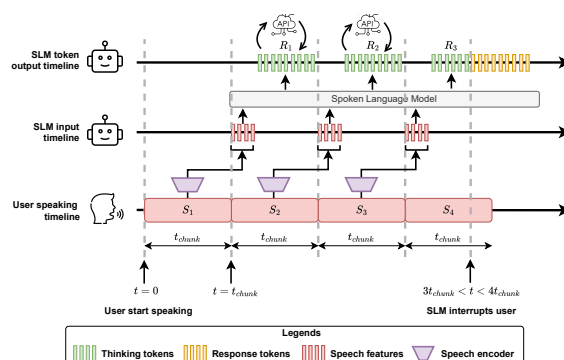 API
API
SLM token
output timeline
R1
R2
R3
Spoken Language Model
SLM input
timeline
User speaking
timeline
S1
S2
S3
S4
tchunk
tchunk
tchunk
tchunk
t = 0
t = tchunk
3tchunk < t < 4tchunk
User start speaking
SLM interrupts user
Legends
Thinking tokens
Response tokens
Speech features
Speech encoder